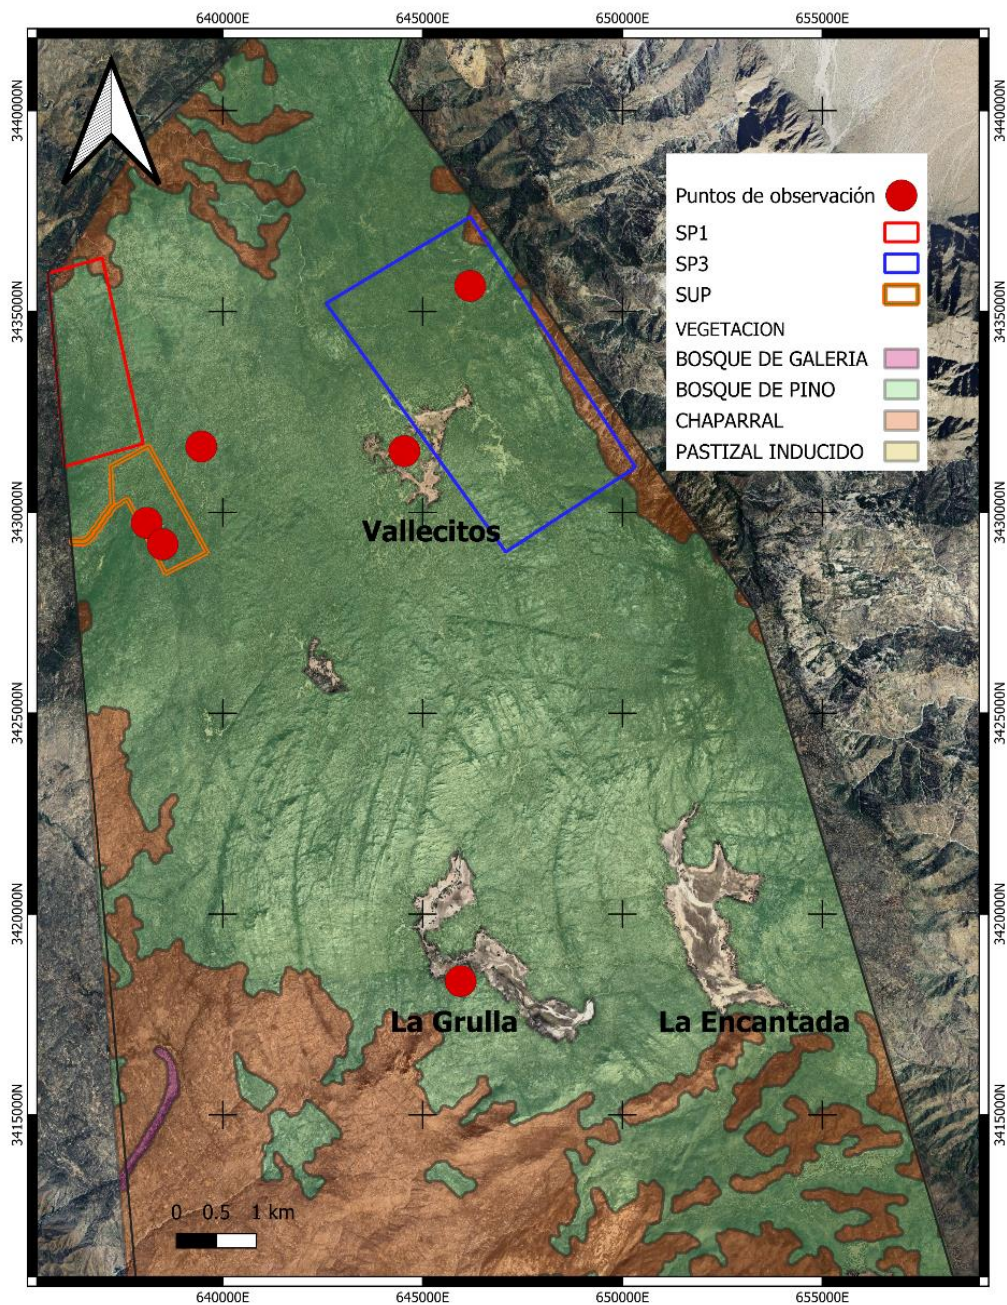 640000E 645000E 650000E 655000E
3440000N 3440000N
Puntos de observación
SP1
SP3
SUP
VEGETACION
BOSQUE DE GALERIA
BOSQUE DE PINO
CHAPARRAL
PASTIZAL INDUCIDO
3435000N 3435000N
Vallecitos
3430000N 3430000N
3425000N 3425000N
3420000N 3420000N
La Grulla La Encantada
3415000N 3415000N
0 0.5 1 km
640000E 645000E 650000E 655000E